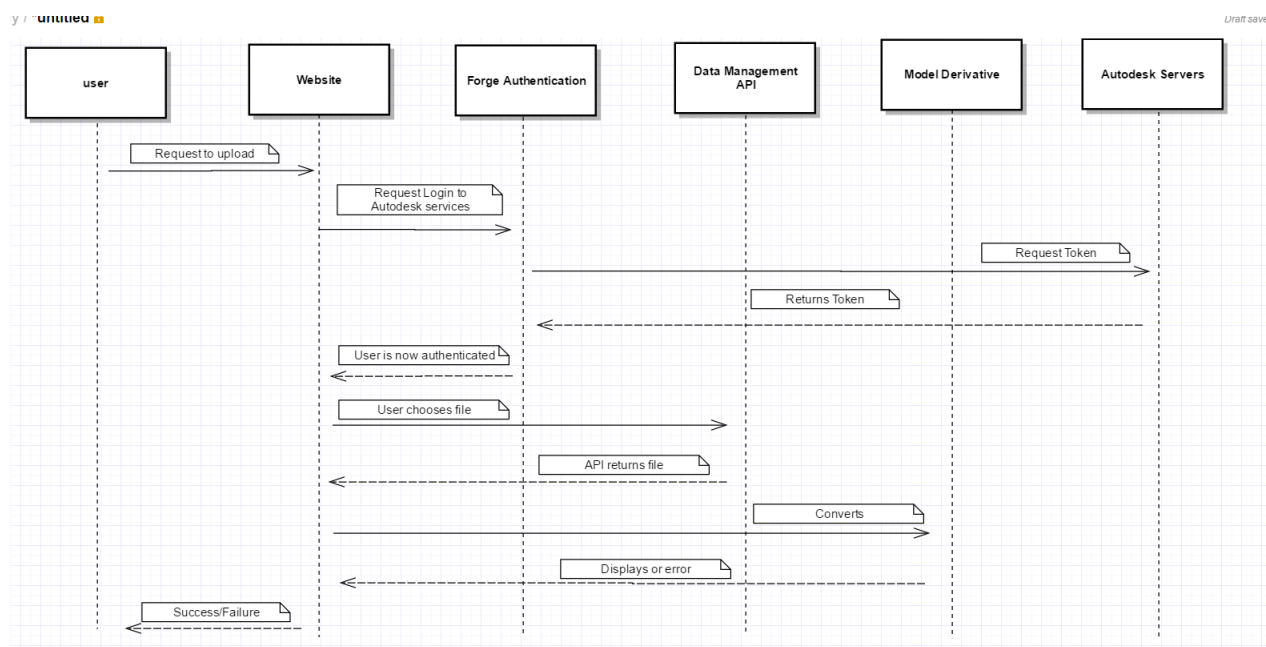 y / *untitled
Draft save
user
Website
Forge Authentication
Data Management
API
Model Derivative
Autodesk Servers
Request to upload
Request Login to
Autodesk services
Request Token
Returns Token
User is now authenticated
User chooses file
API returns file
Converts
Displays or error
Success/Failure